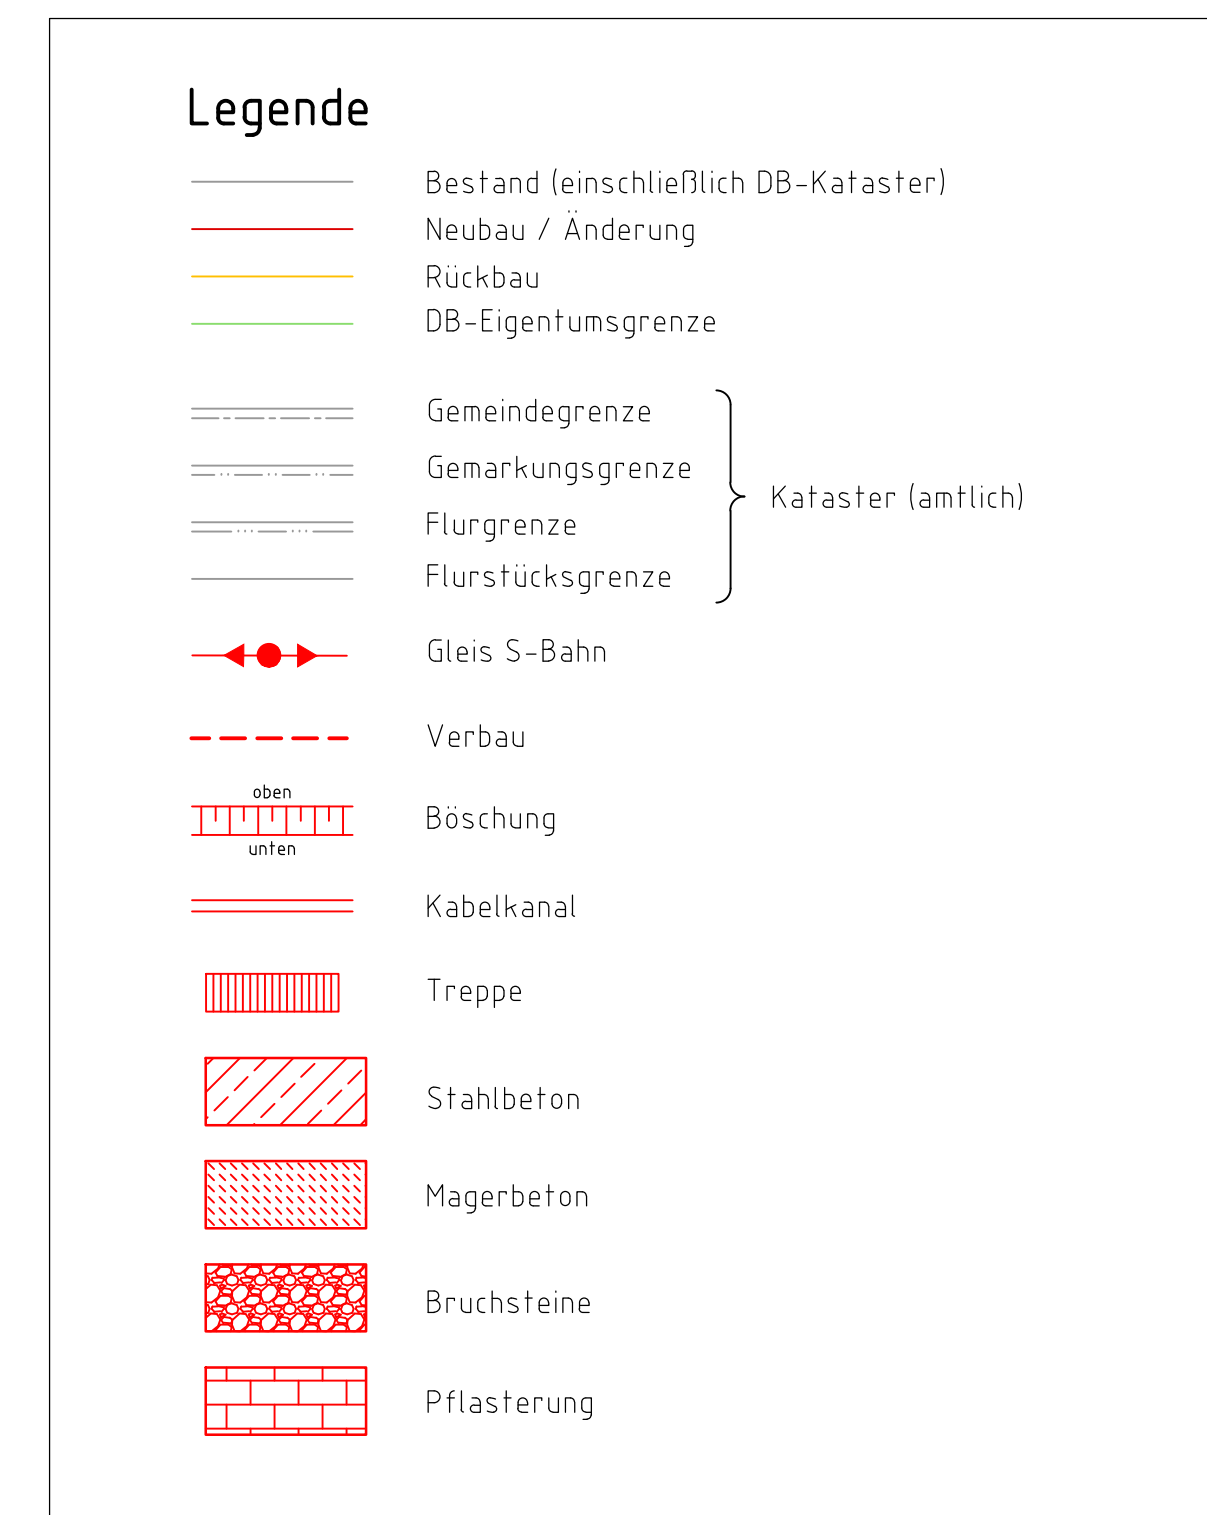 Legende
Bestand (einschließlich DB-Kataster)
Neubau / Änderung
Rückbau
DB-Eigentumsgrenze
Gemeindegrenze
Gemarkungsgrenze
Kataster (amtlich)
Flurgrenze
Flurstücksgrenze
Gleis S-Bahn
Verbau
oben
Böschung
unten
Kabelkanal
Treppe
Stahlbeton
Magerbeton
Bruchsteine
Pflasterung